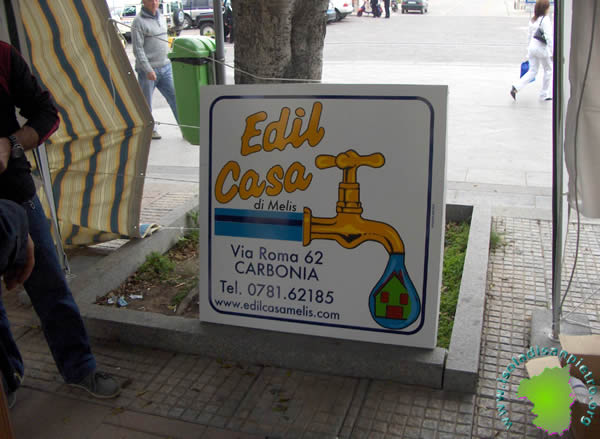 Edil
Casa
di Melis
Via Roma 62
CARBONIA
Tel. 0781.62185
www.edilcasamelis.com